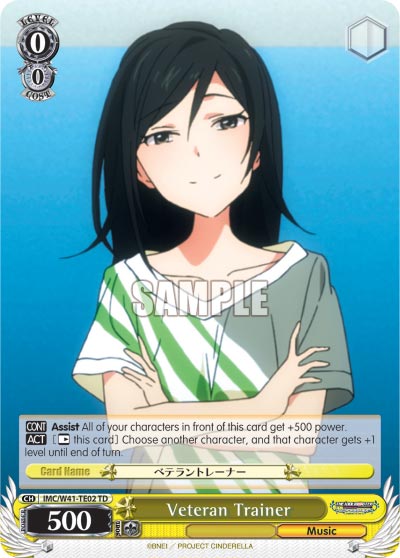 LEVEL
0
0
COST
SAMPLE
CONT Assist All of your characters in front of this card get +500 power.
ACT [ this card] Choose another character, and that character gets +1
level until end of turn.
Card Name ベテラントレーナー
CH IMC/W41-TE02 TD
POWER 500 SOUL Veteran Trainer
Music
©BNEI / PROJECT CINDERELLA